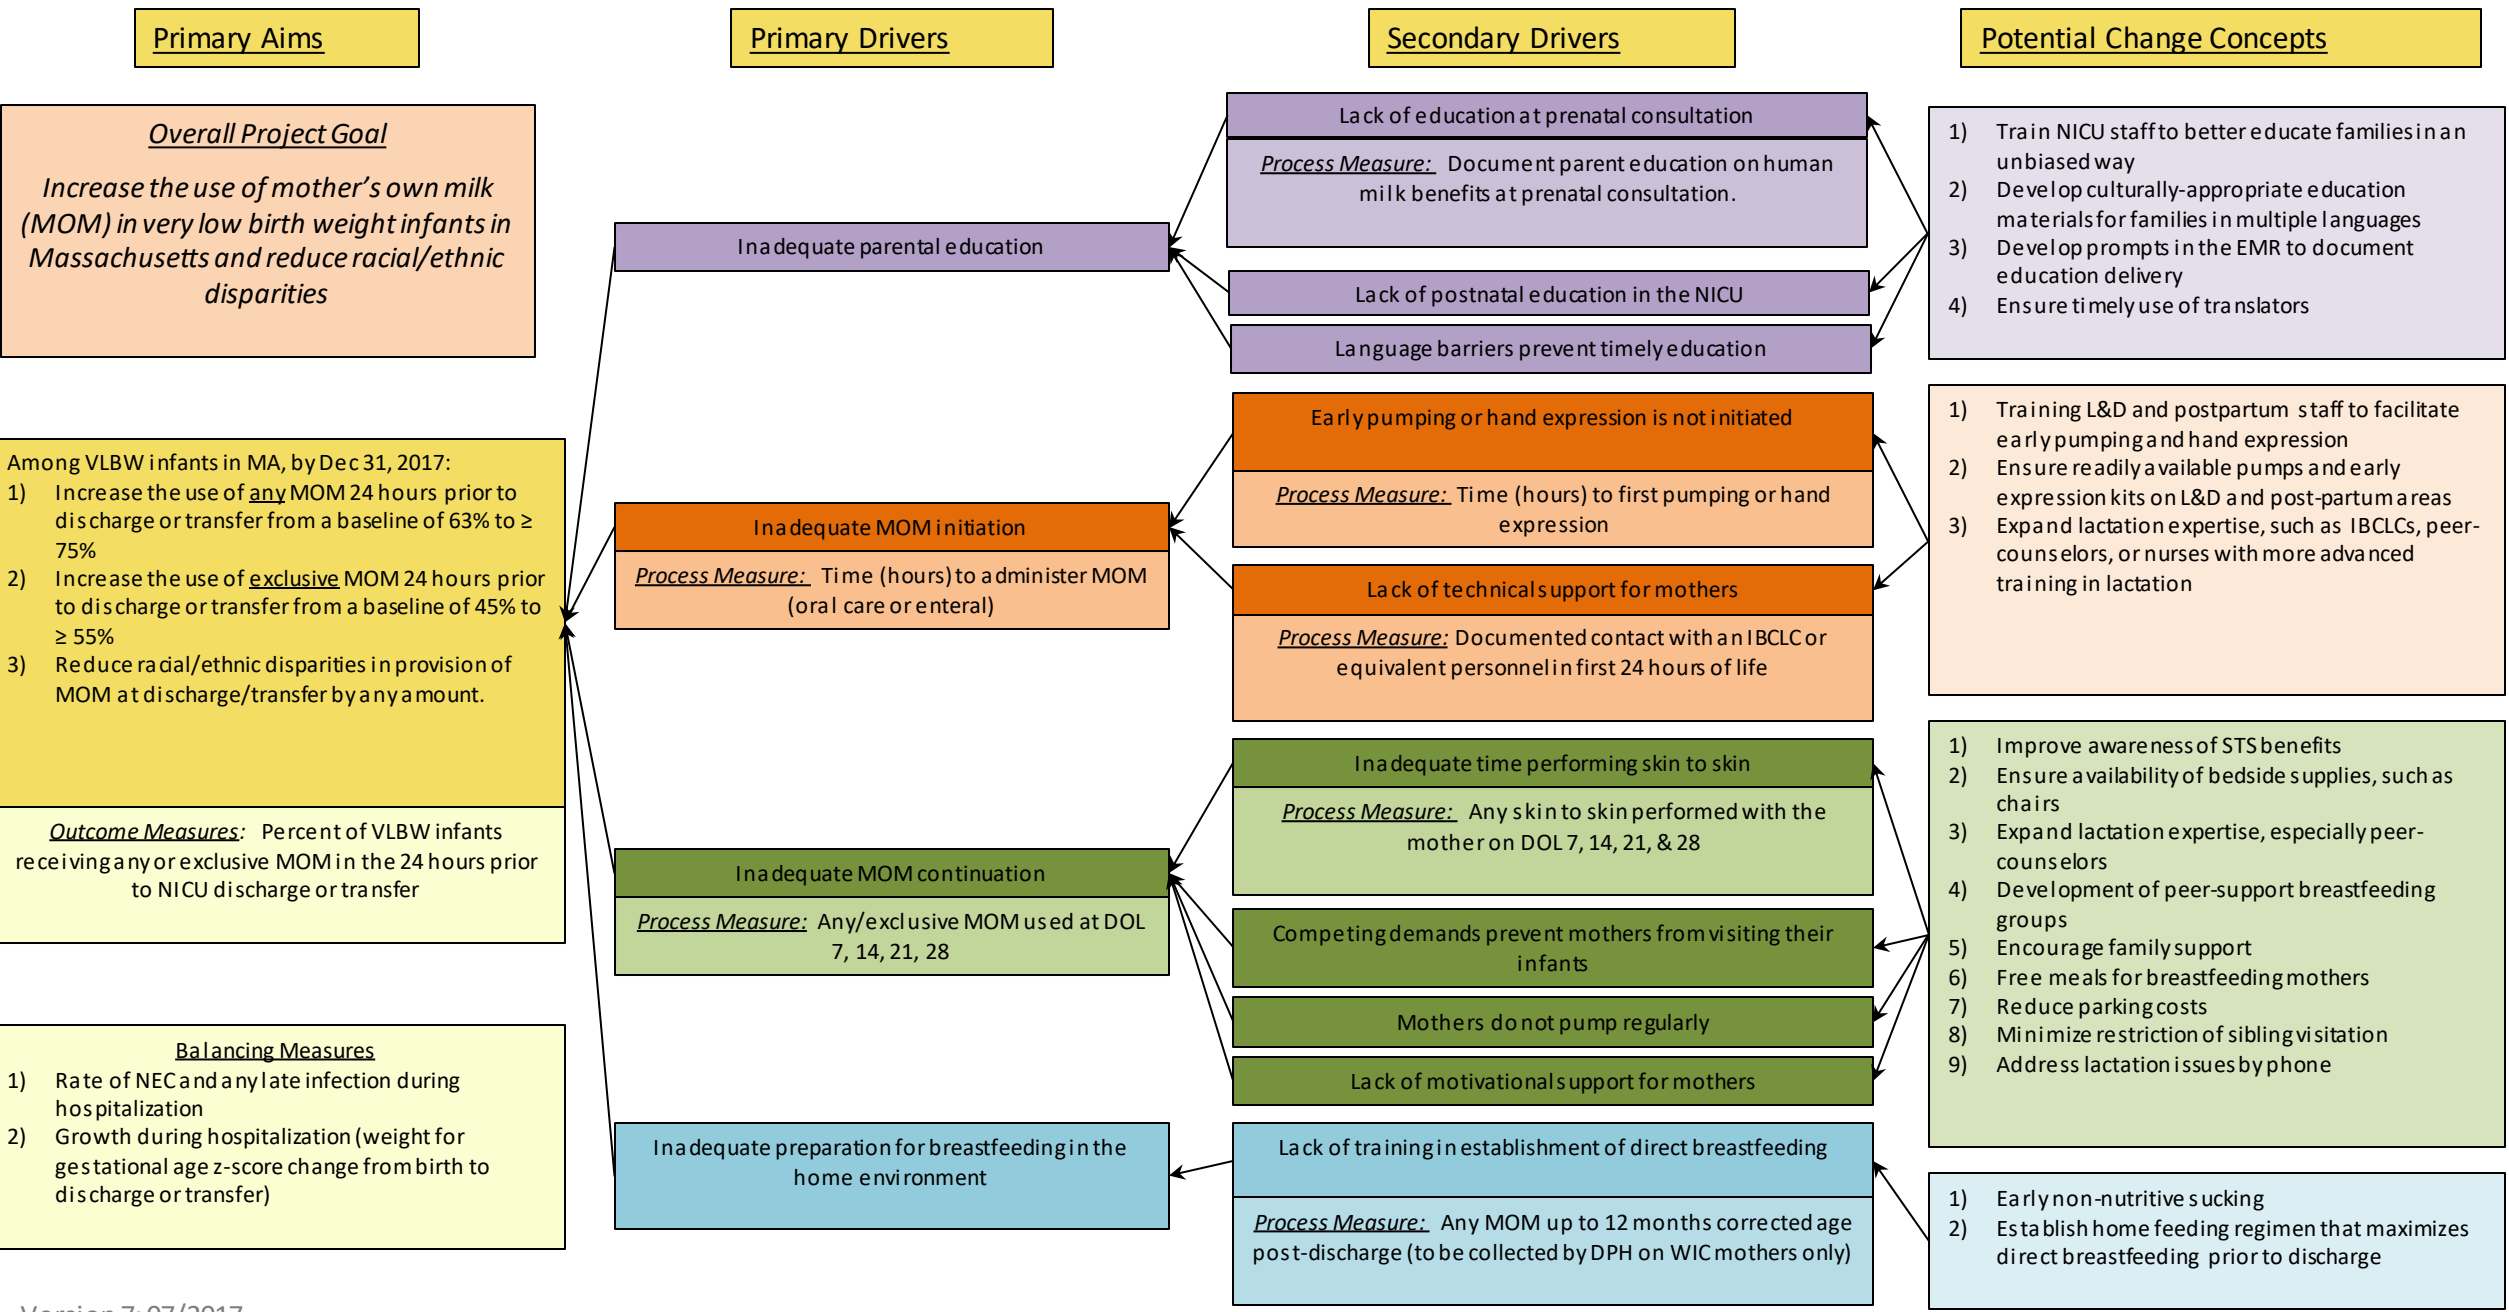 Primary Aims
Primary Drivers
Secondary Drivers
Potential Change Concepts
Overall Project Goal
Increase the use of mother's own milk
(MOM) in very low birth weight infants in
Massachusetts and reduce racial/ethnic
disparities
Among VLBW infants in MA, by Dec 31, 2017:
1) Increase the use of any MOM 24 hours prior to
discharge or transfer from a baseline of 63% to ≥
75%
2) Increase the use of exclusive MOM 24 hours prior
to discharge or transfer from a baseline of 45% to
≥ 55%
3) Reduce racial/ethnic disparities in provision of
MOM at discharge/transfer by any amount.
Outcome Measures: Percent of VLBW infants
receiving any or exclusive MOM in the 24 hours prior
to NICU discharge or transfer
Balancing Measures
1) Rate of NEC and any late infection during
hospitalization
2) Growth during hospitalization (weight for
gestational age z-score change from birth to
discharge or transfer)
Inadequate parental education
Inadequate MOM initiation
Process Measure: Time (hours) to administer MOM
(oral care or enteral)
Inadequate MOM continuation
Process Measure: Any/exclusive MOM used at DOL
7, 14, 21, 28
Inadequate preparation for breastfeeding in the
home environment
Lack of education at prenatal consultation
Process Measure: Document parent education on human
milk benefits at prenatal consultation.
Lack of postnatal education in the NICU
Language barriers prevent timely education
Early pumping or hand expression is not initiated
Process Measure: Time (hours) to first pumping or hand
expression
Lack of technical support for mothers
Process Measure: Documented contact with an IBCLC or
equivalent personnel in first 24 hours of life
Inadequate time performing skin to skin
Process Measure: Any skin to skin performed with the
mother on DOL 7, 14, 21, & 28
Competing demands prevent mothers from visiting their
infants
Mothers do not pump regularly
Lack of motivational support for mothers
Lack of training in establishment of direct breastfeeding
Process Measure: Any MOM up to 12 months corrected age
post-discharge (to be collected by DPH on WIC mothers only)
1) Train NICU staff to better educate families in an
unbiased way
2) Develop culturally-appropriate education
materials for families in multiple languages
3) Develop prompts in the EMR to document
education delivery
4) Ensure timely use of translators
1) Training L&D and postpartum staff to facilitate
early pumping and hand expression
2) Ensure readily available pumps and early
expression kits on L&D and post-partum areas
3) Expand lactation expertise, such as IBCLCs, peer-
counselors, or nurses with more advanced
training in lactation
1) Improve awareness of STS benefits
2) Ensure availability of bedside supplies, such as
chairs
3) Expand lactation expertise, especially peer-
counselors
4) Development of peer-support breastfeeding
groups
5) Encourage family support
6) Free meals for breastfeeding mothers
7) Reduce parking costs
8) Minimize restriction of sibling visitation
9) Address lactation issues by phone
1) Early non-nutritive sucking
2) Establish home feeding regimen that maximizes
direct breastfeeding prior to discharge
Version 7: 07/2017